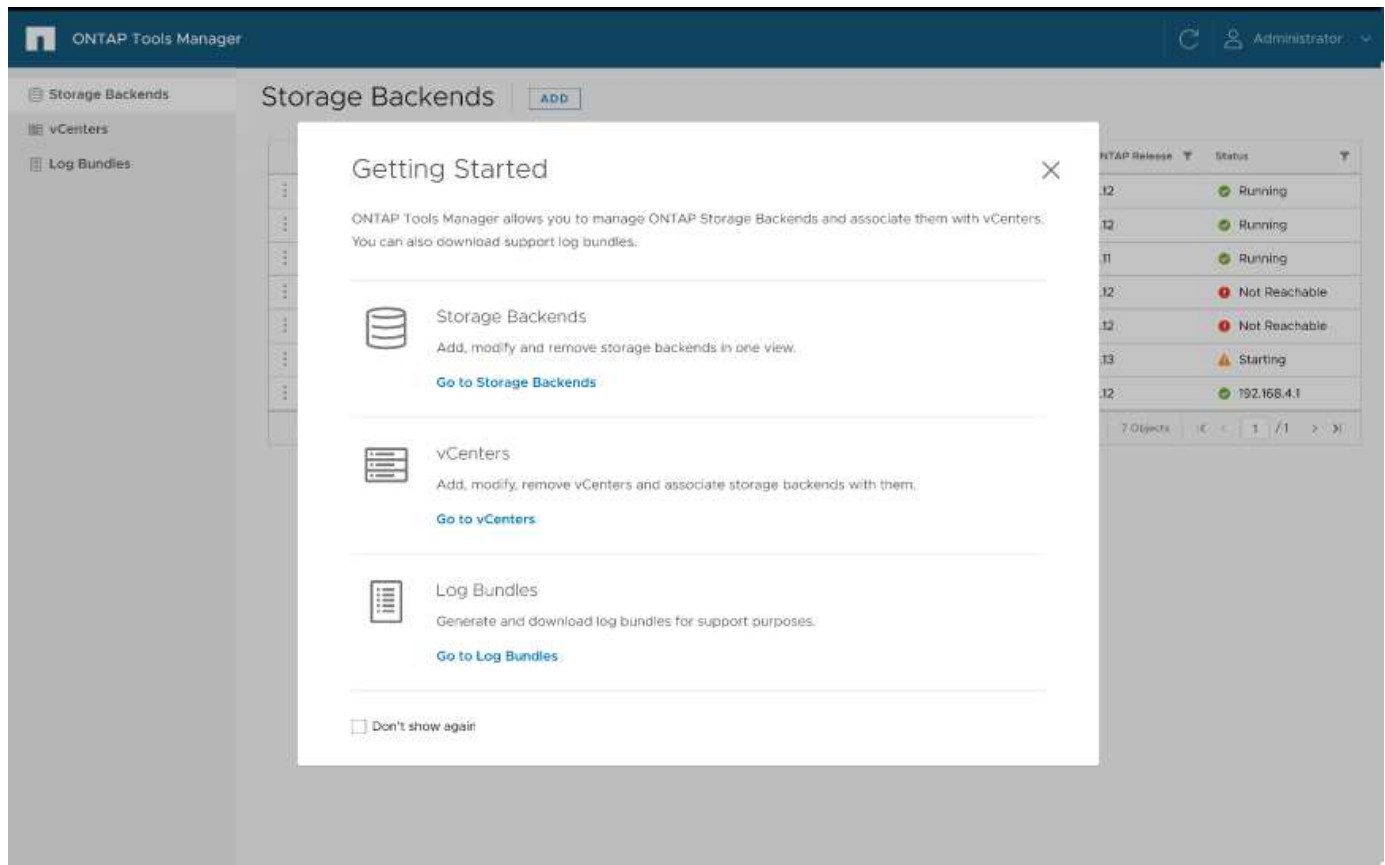 ONTAP Tools Manager
Administrator
Storage Backends
vCenters
Log Bundles
Storage Backends
ADD
NTAP Release
Status
.12
Running
.12
Running
.11
Running
.12
Not Reachable
.12
Not Reachable
.13
Starting
.12
192.168.4.1
7 Objects
1 /1
Getting Started
ONTAP Tools Manager allows you to manage ONTAP Storage Backends and associate them with vCenters.
You can also download support log bundles.
Storage Backends
Add, modify and remove storage backends in one view.
Go to Storage Backends
vCenters
Add, modify, remove vCenters and associate storage backends with them.
Go to vCenters
Log Bundles
Generate and download log bundles for support purposes.
Go to Log Bundles
Don't show again